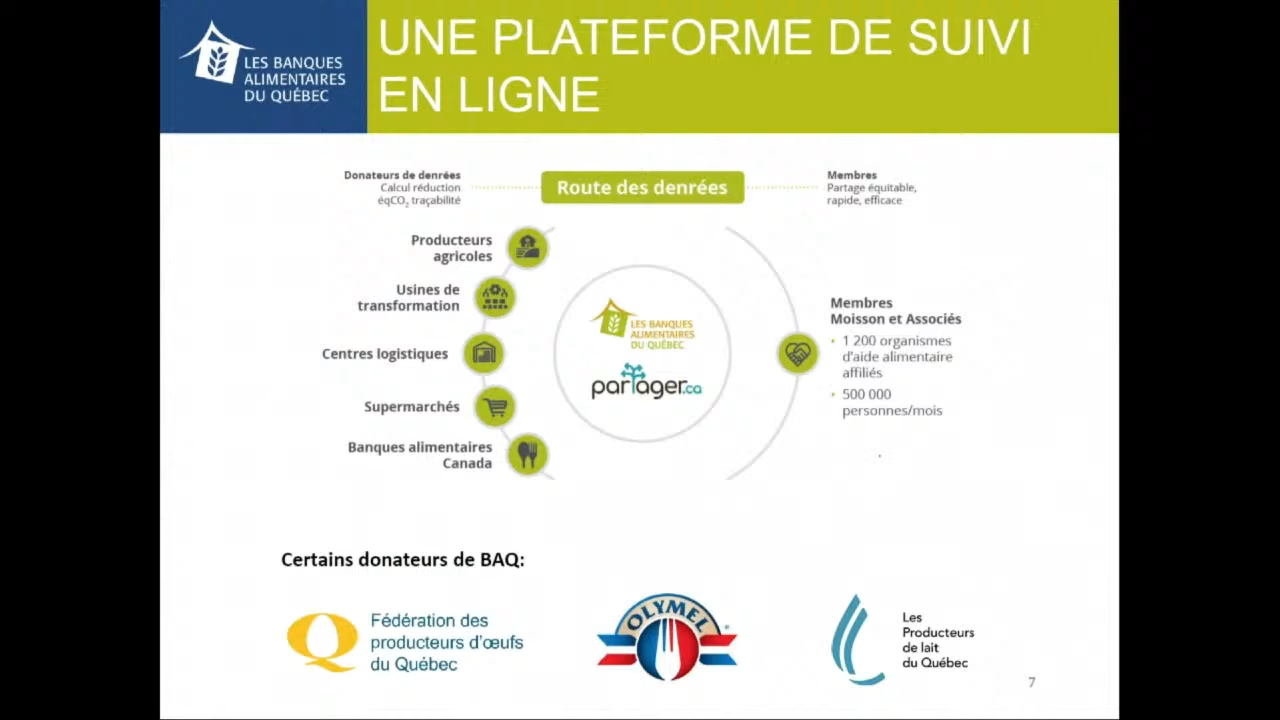 LES BANQUES
ALIMENTAIRES
DU QUÉBEC
UNE PLATEFORME DE SUIVI
EN LIGNE
Donateurs de denrées
Calcul réduction
éqCO₂ traçabilité
Route des denrées
Membres
Partage équitable,
rapide, efficace
Producteurs
agricoles
Usines de
transformation
Centres logistiques
Supermarchés
Banques alimentaires
Canada
LES BANQUES
ALIMENTAIRES
DU QUÉBEC
partager.ca
Membres
Moisson et Associés
• 1 200 organismes
d'aide alimentaire
affiliés
• 500 000
personnes/mois
Certains donateurs de BAQ:
Fédération des
producteurs d'œufs
du Québec
OLYMEL
Les
Producteurs
de lait
du Québec
7